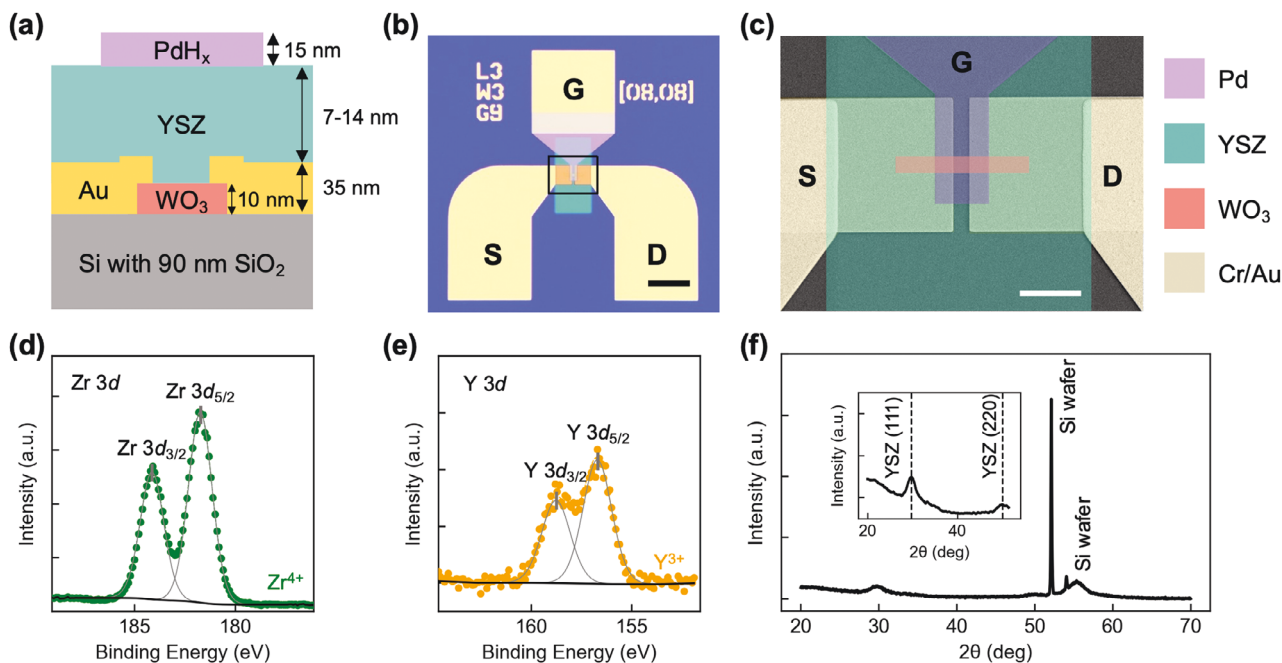 (a)
PdHₓ
15 nm
YSZ
7-14 nm
Au
WO₃
10 nm
35 nm
Si with 90 nm SiO₂
(b)
L3
W3
G9
G
[08,08]
S
D
(c)
G
S
D
Pd
YSZ
WO₃
Cr/Au
(d)
Zr 3d
Zr 3d₅/₂
Zr 3d₃/₂
Zr⁴⁺
Intensity (a.u.)
185
180
Binding Energy (eV)
(e)
Y 3d
Y 3d₅/₂
Y 3d₃/₂
Y³⁺
Intensity (a.u.)
160
155
Binding Energy (eV)
(f)
Intensity (a.u.)
YSZ (111)
YSZ (220)
Intensity (a.u.)
20
40
2θ (deg)
Si wafer
Si wafer
20
30
40
50
60
70
2θ (deg)